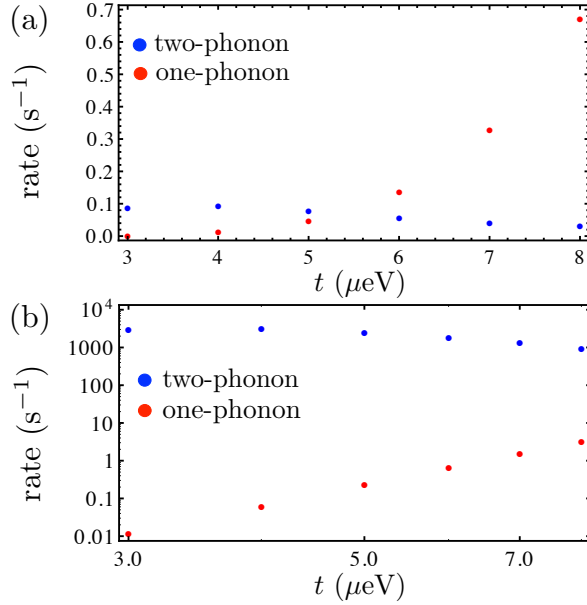 (a)
0.7
0.6
0.5
0.4
0.3
0.2
0.1
0.0
rate (s⁻¹)
two-phonon
one-phonon
3 4 5 6 7 8
t (μeV)
(b)
10⁴
1000
100
10
1
0.1
0.01
rate (s⁻¹)
two-phonon
one-phonon
3.0 5.0 7.0
t (μeV)